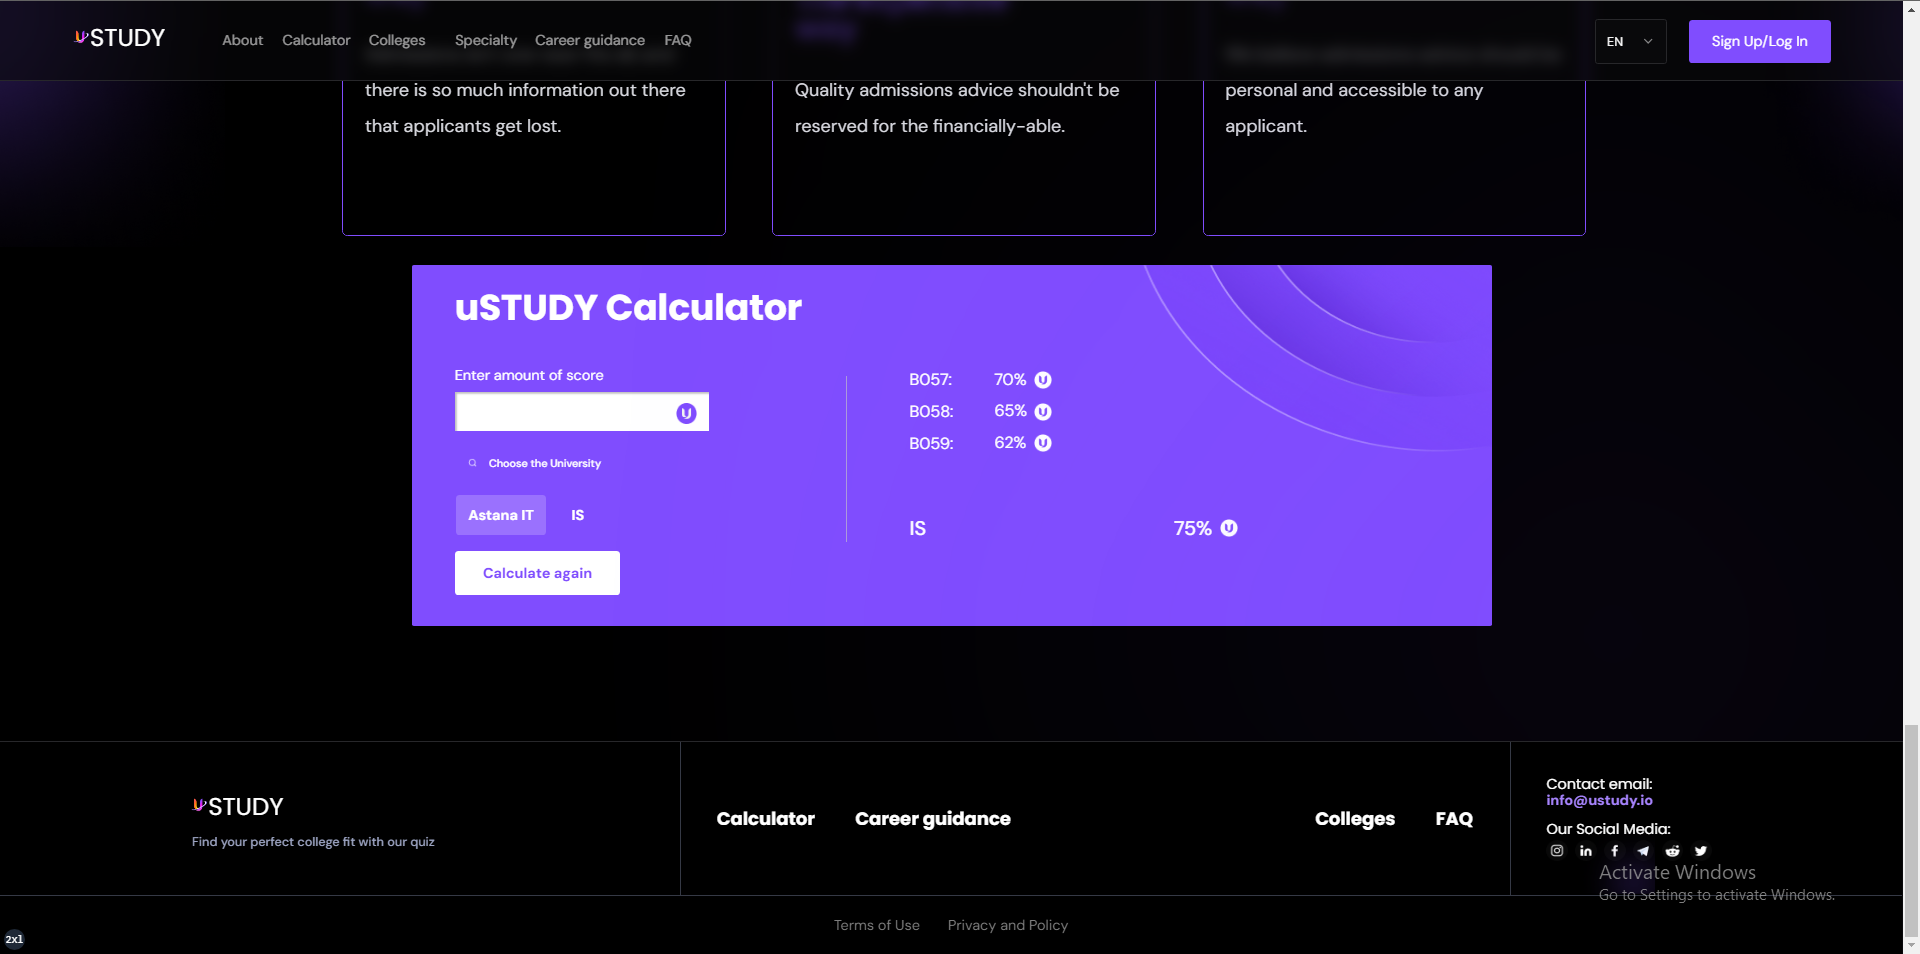 uSTUDY
About Calculator Colleges Specialty Career guidance FAQ
EN
Sign Up/Log In
there is so much information out there
that applicants get lost.
Quality admissions advice shouldn't be
reserved for the financially-able.
personal and accessible to any
applicant.
uSTUDY Calculator
Enter amount of score
U
Choose the University
Astana IT IS
Calculate again
B057: 70% U
B058: 65% U
B059: 62% U
IS 75% U
uSTUDY
Find your perfect college fit with our quiz
Calculator Career guidance Colleges FAQ
Contact email:
info@ustudy.io
Our Social Media:
Activate Windows
Go to Settings to activate Windows.
Terms of Use Privacy and Policy
2xl